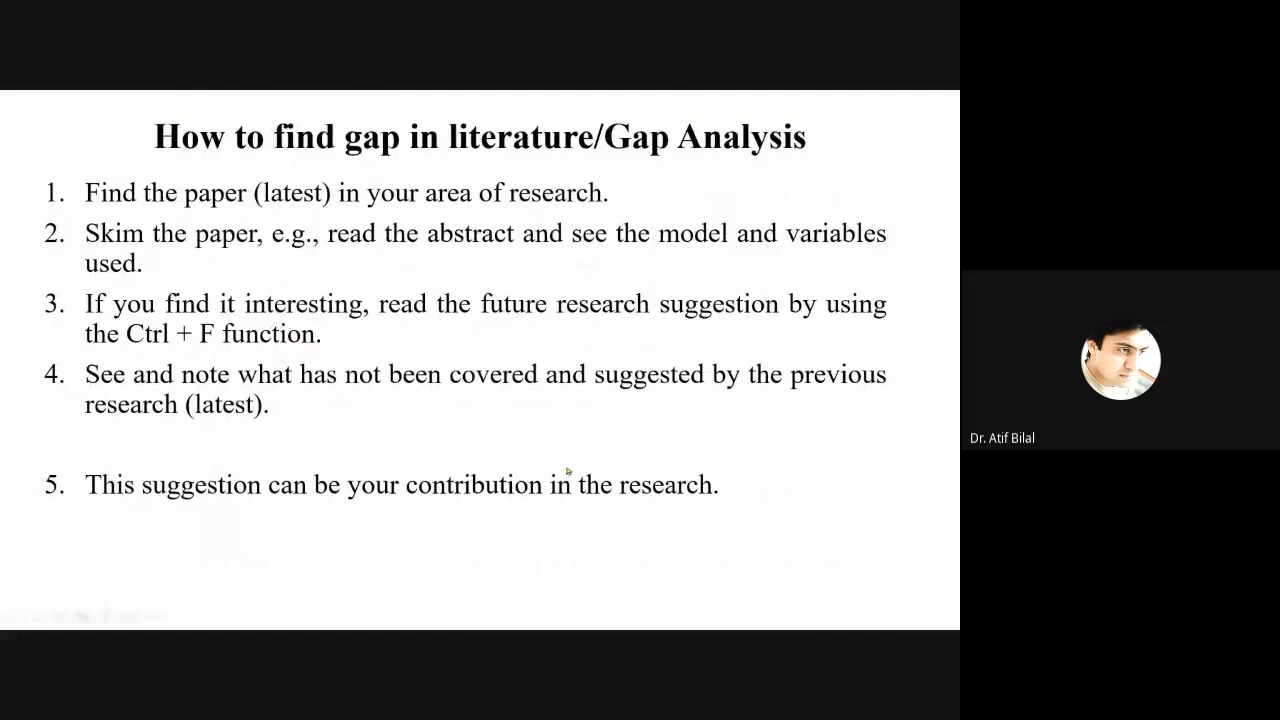 How to find gap in literature/Gap Analysis
1. Find the paper (latest) in your area of research.
2. Skim the paper, e.g., read the abstract and see the model and variables
used.
3. If you find it interesting, read the future research suggestion by using
the Ctrl + F function.
4. See and note what has not been covered and suggested by the previous
research (latest).
5. This suggestion can be your contribution in the research.
Dr. Atif Bilal